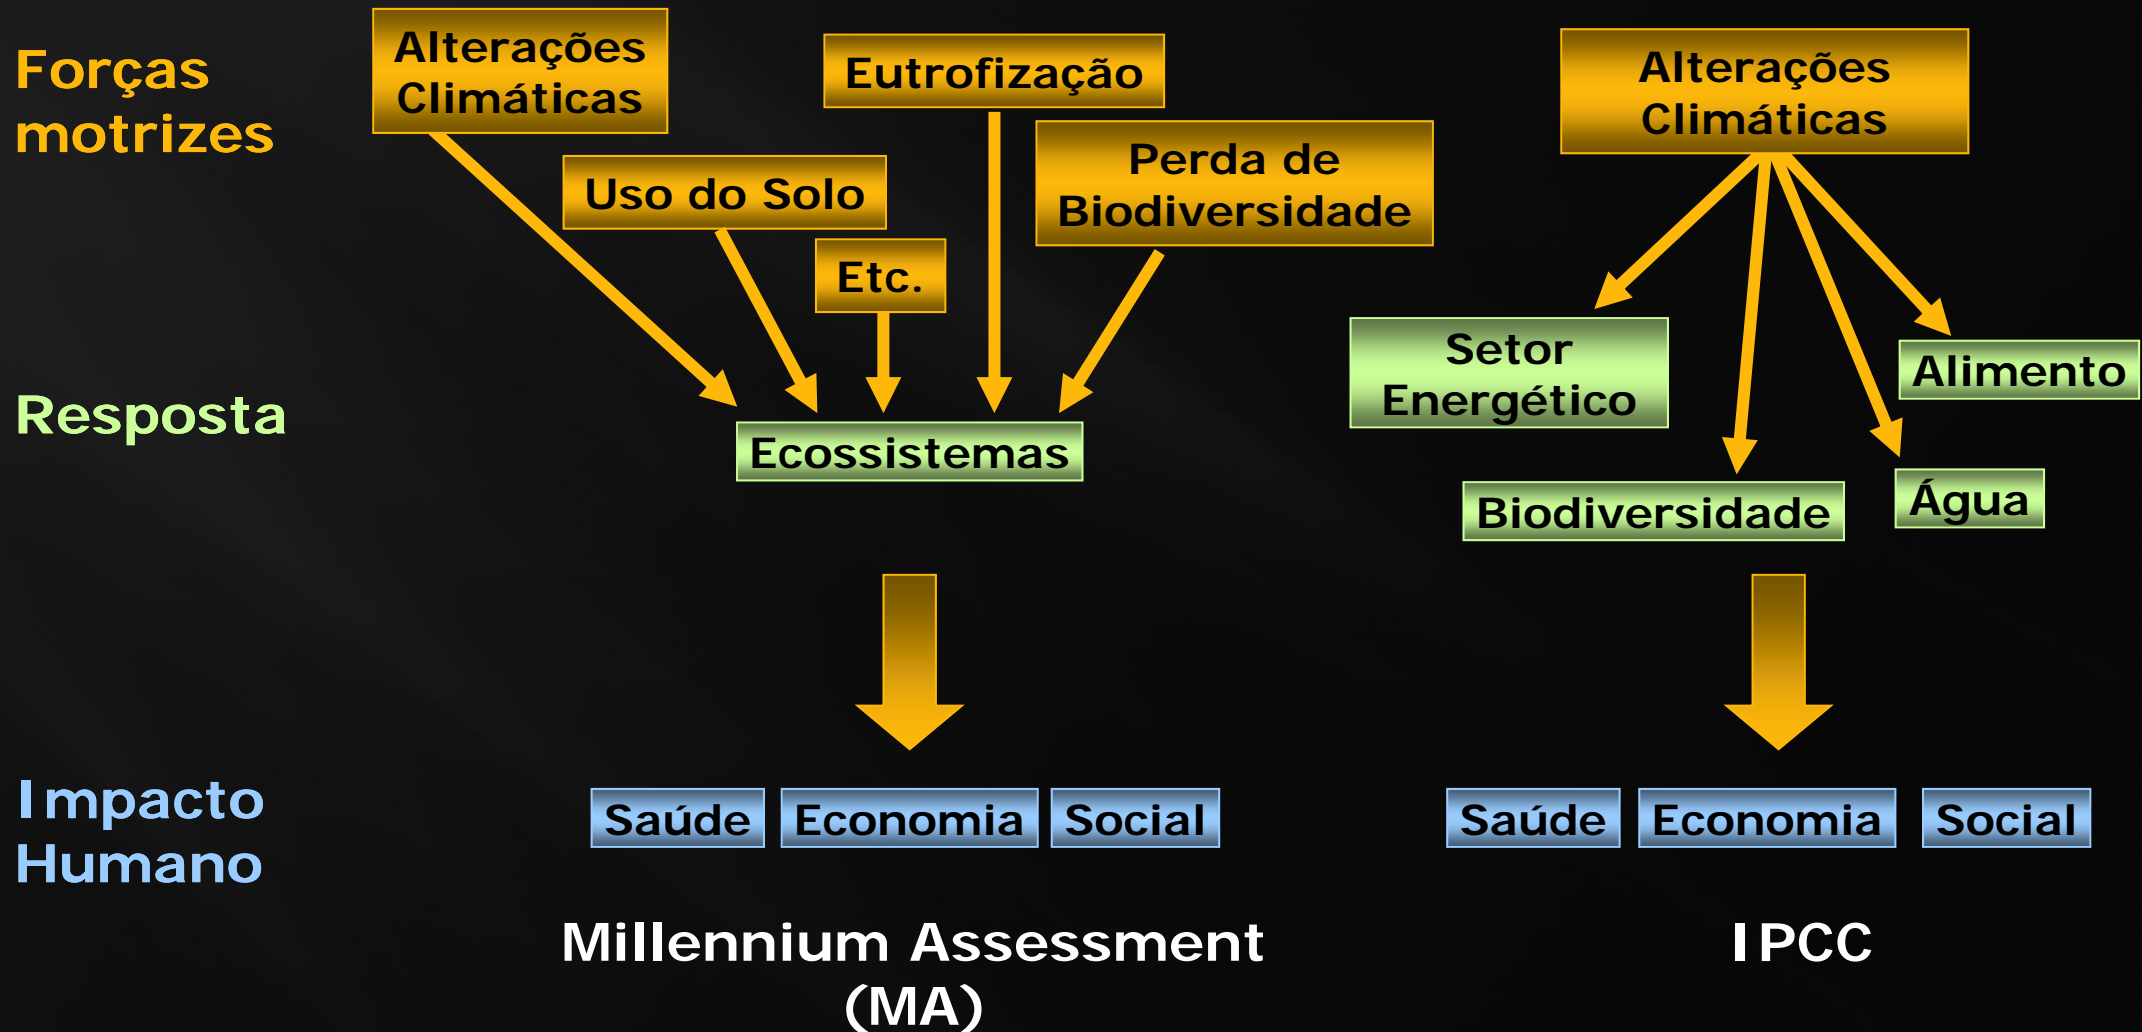 Forças
motrizes
Alterações
Climáticas
Eutrofização
Uso do Solo
Perda de
Biodiversidade
Etc.
Alterações
Climáticas
Resposta
Ecossistemas
Setor
Energético
Alimento
Biodiversidade
Água
Impacto
Humano
Saúde
Economia
Social
Saúde
Economia
Social
Millennium Assessment
(MA)
IPCC